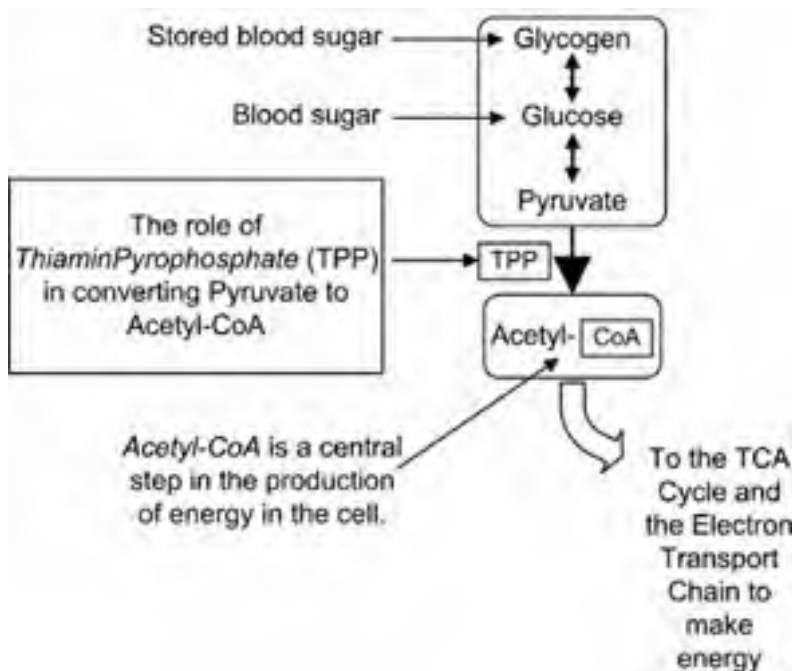 Stored blood sugar
Glycogen
Blood sugar
Glucose
Pyruvate
The role of
ThiaminPyrophosphate (TPP)
in converting Pyruvate to
Acetyl-CoA
TPP
Acetyl- CoA
Acetyl-CoA is a central
step in the production
of energy in the cell.
To the TCA
Cycle and
the Electron
Transport
Chain to
make
energy